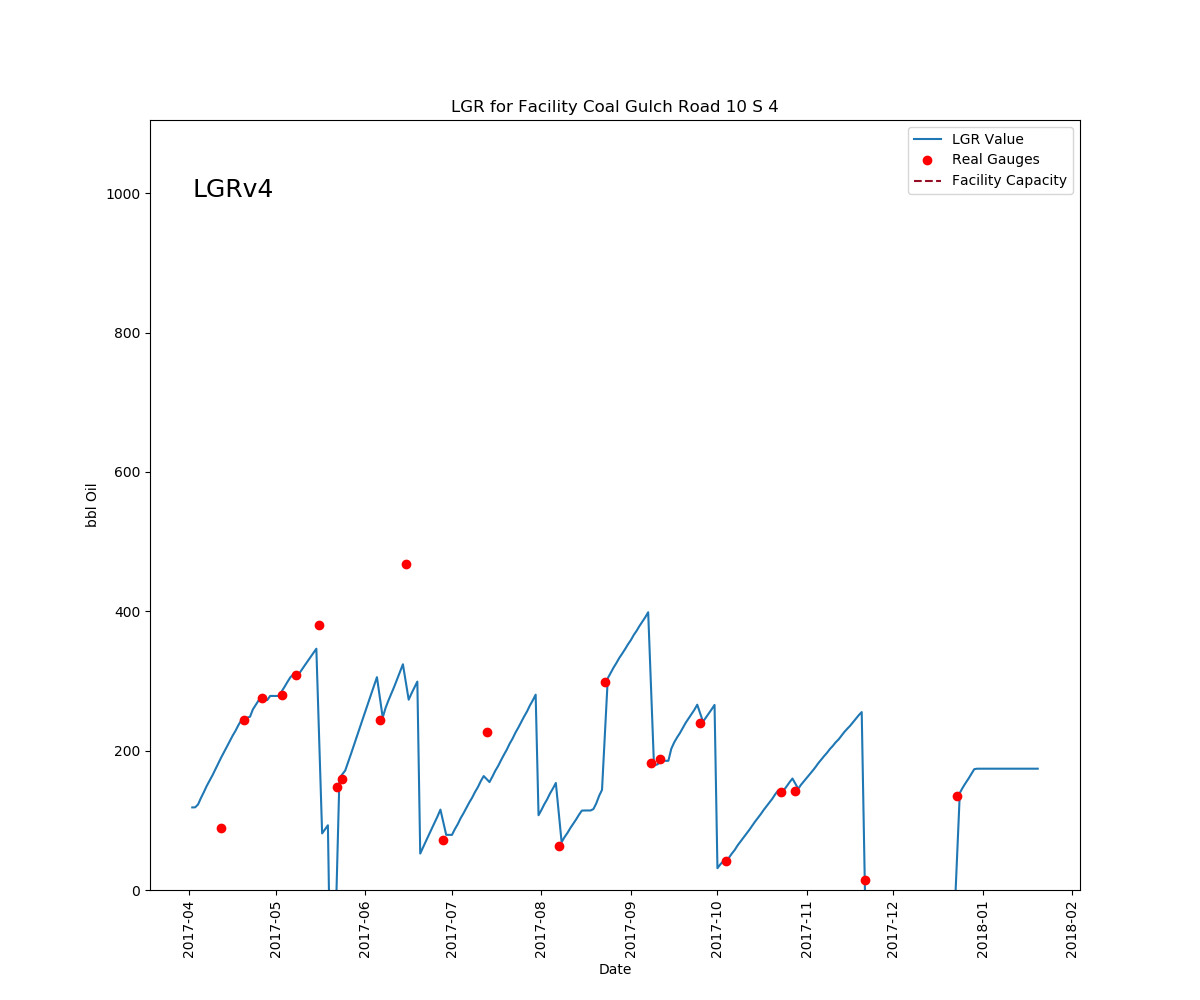 LGR for Facility Coal Gulch Road 10 S 4
LGR Value
Real Gauges
Facility Capacity
LGRv4
1000
800
600
400
200
0
bbl Oil
2017-04
2017-05
2017-06
2017-07
2017-08
2017-09
2017-10
2017-11
2017-12
2018-01
2018-02
Date